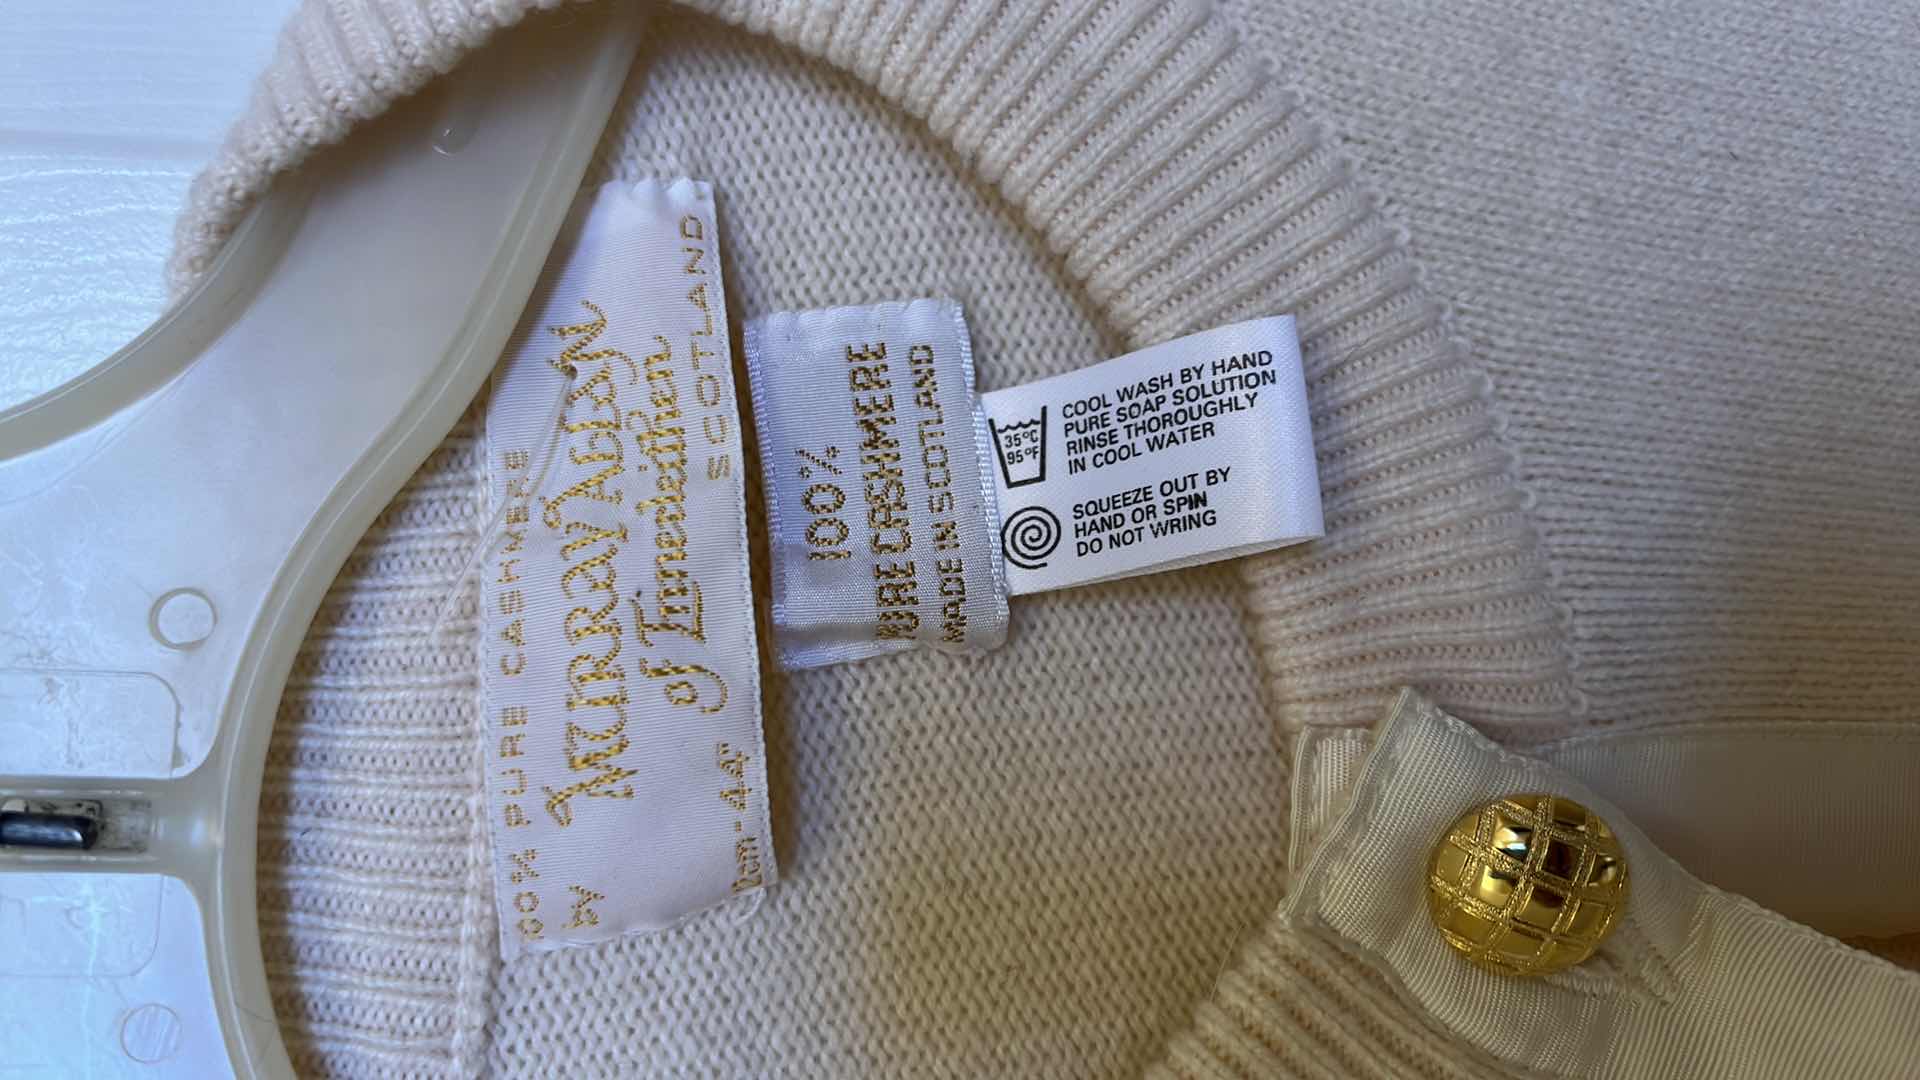 100% PURE CASHMERE
by
MURRAY ALLAN
of Innerleithen
SCOTLAND
12cm-44"
100%
PURE CASHMERE
MADE IN SCOTLAND
35°C
95°F
COOL WASH BY HAND
PURE SOAP SOLUTION
RINSE THOROUGHLY
IN COOL WATER
SQUEEZE OUT BY
HAND OR SPIN
DO NOT WRING